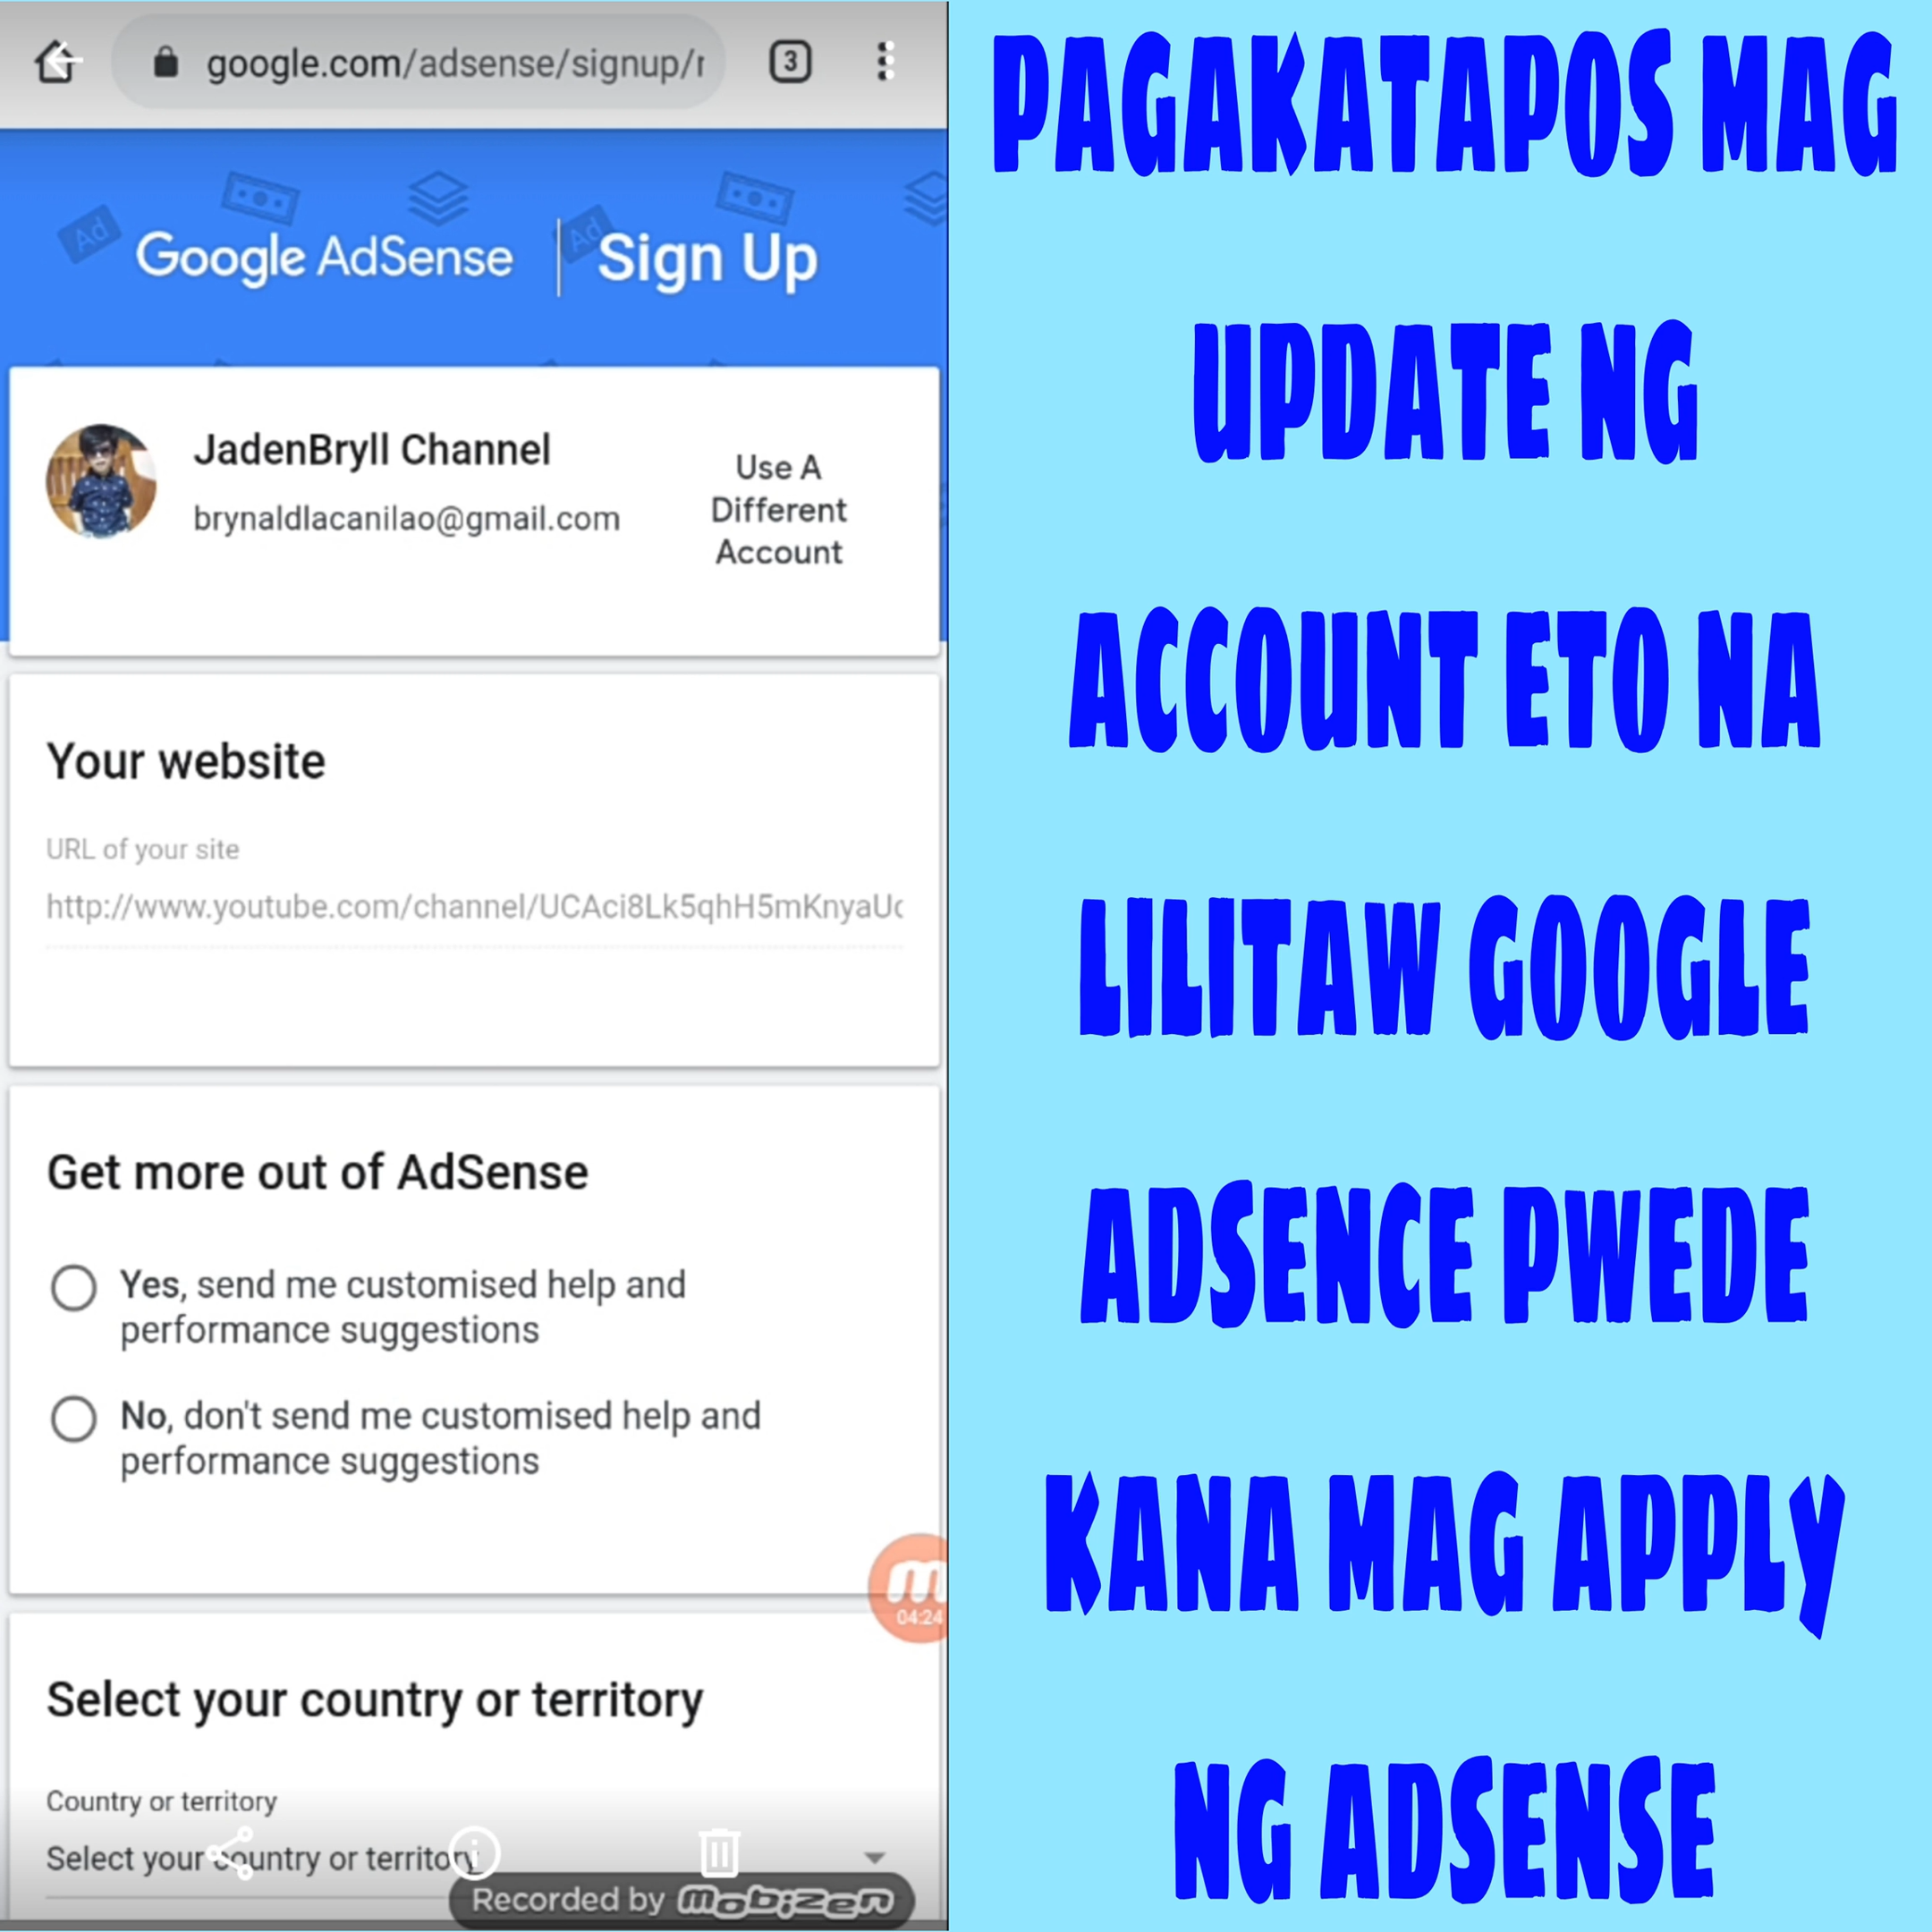 google.com/adsense/signup/r
3
Google AdSense | Sign Up
JadenBryll Channel
brynaldlacanilao@gmail.com
Use A
Different
Account
Your website
URL of your site
http://www.youtube.com/channel/UCAci8Lk5qhH5mKnyaUc
Get more out of AdSense
Yes, send me customised help and
performance suggestions
No, don't send me customised help and
performance suggestions
04:24
Select your country or territory
Country or territory
Select your country or territory
Recorded by mobizen
PAGAKATAPOS MAG
UPDATE NG
ACCOUNT ETO NA
LILITAW GOOGLE
ADSENCE PWEDE
KANA MAG APPLY
NG ADSENSE